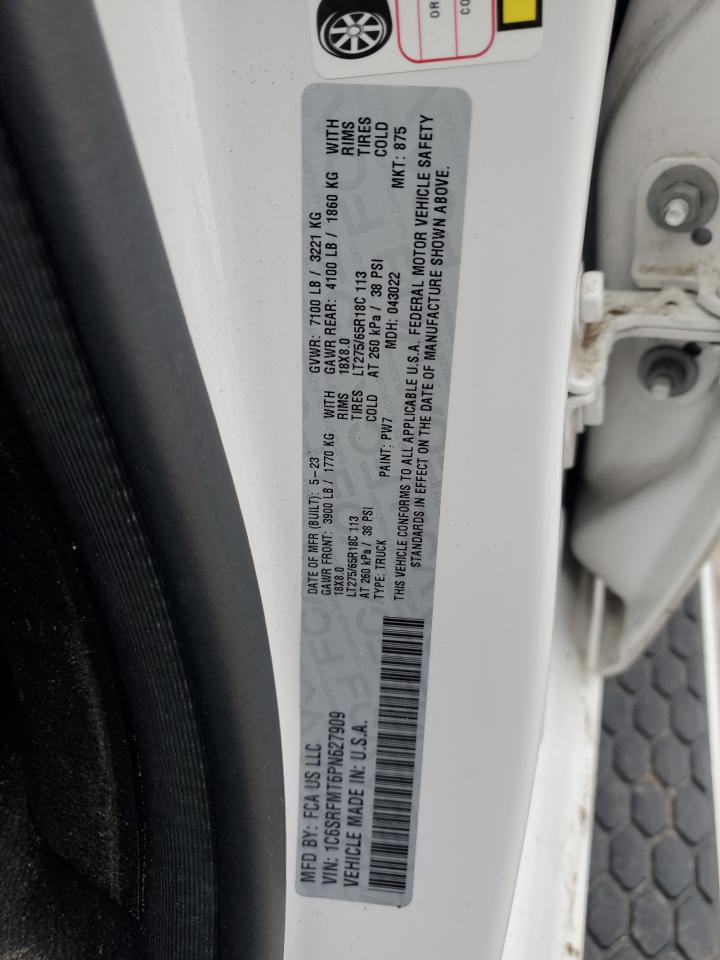 OR
CO
MFD BY: FCA US LLC
VIN: 1C6SRFMT6PN627909
VEHICLE MADE IN: U.S.A.
DATE OF MFR (BUILT): 5-23
GAWR FRONT: 3900 LB / 1770 KG WITH
18X8.0 RIMS
LT275/65R18C 113 TIRES
AT 260 kPa / 38 PSI COLD
TYPE: TRUCK PAINT: PW7
GVWR: 7100 LB / 3221 KG
GAWR REAR: 4100 LB / 1860 KG WITH
18X8.0 RIMS
LT275/65R18C 113 TIRES
AT 260 kPa / 38 PSI COLD
MDH: 043022 MKT: 875
THIS VEHICLE CONFORMS TO ALL APPLICABLE U.S.A. FEDERAL MOTOR VEHICLE SAFETY
STANDARDS IN EFFECT ON THE DATE OF MANUFACTURE SHOWN ABOVE.